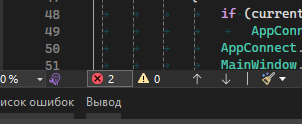 48 if (current
49 AppConn
50 AppConnect.
51 MainWindow.
0 % 2 0
исок ошибок Вывод